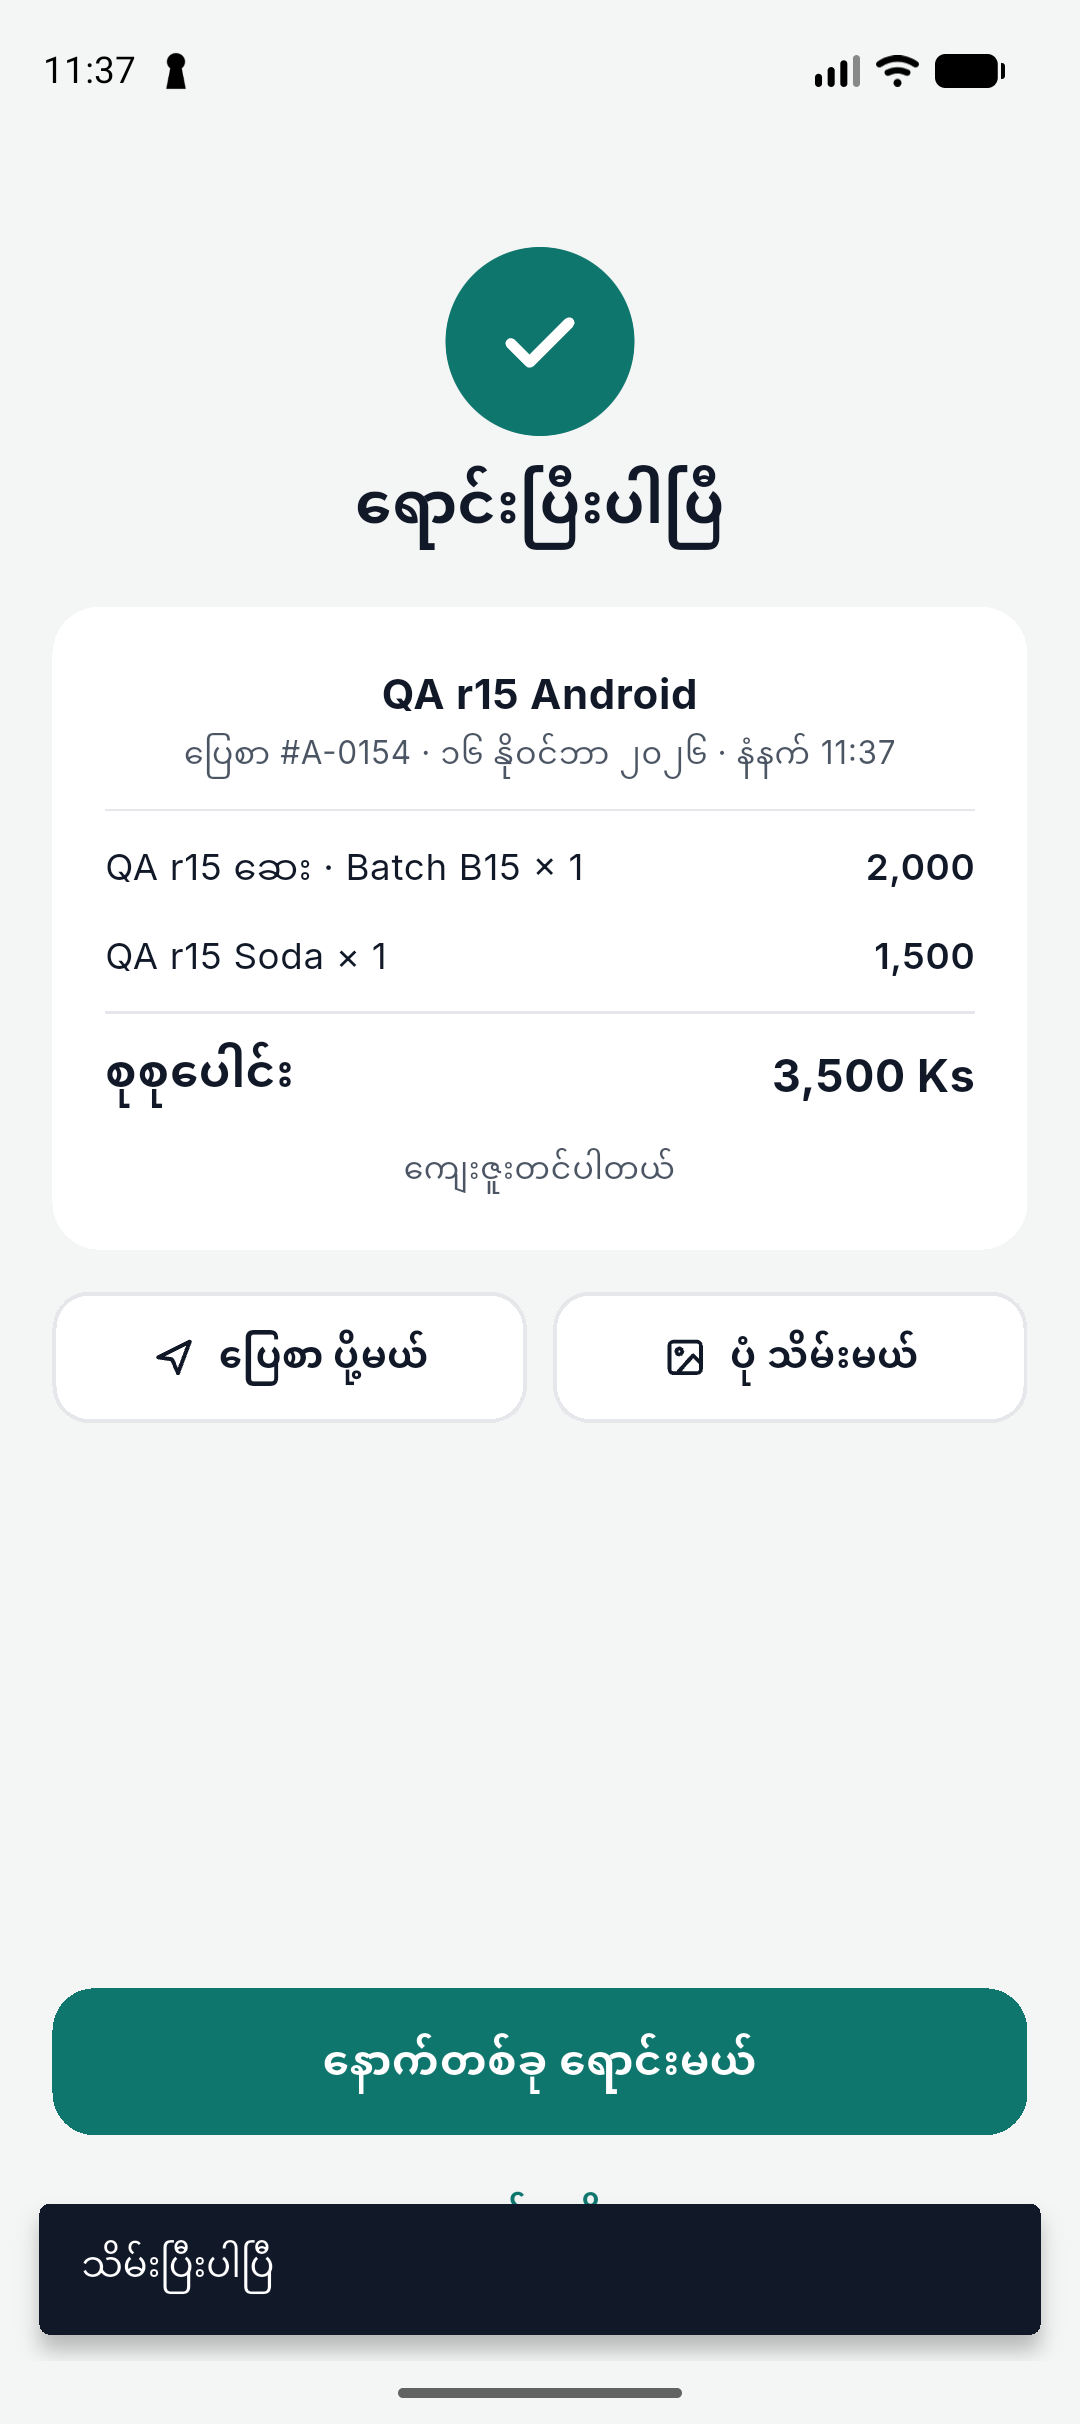 11:37
ရောင်းပြီးပါပြီ
QA r15 Android
ပြေစာ #A-0154 · ၁၆ နိုဝင်ဘာ ၂၀၂၆ · နံနက် 11:37
QA r15 ဆေး · Batch B15 × 1 2,000
QA r15 Soda × 1 1,500
စုစုပေါင်း 3,500 Ks
ကျေးဇူးတင်ပါတယ်
ပြေစာ ပို့မယ် ပုံ သိမ်းမယ်
နောက်တစ်ခု ရောင်းမယ်
သိမ်းပြီးပါပြီ